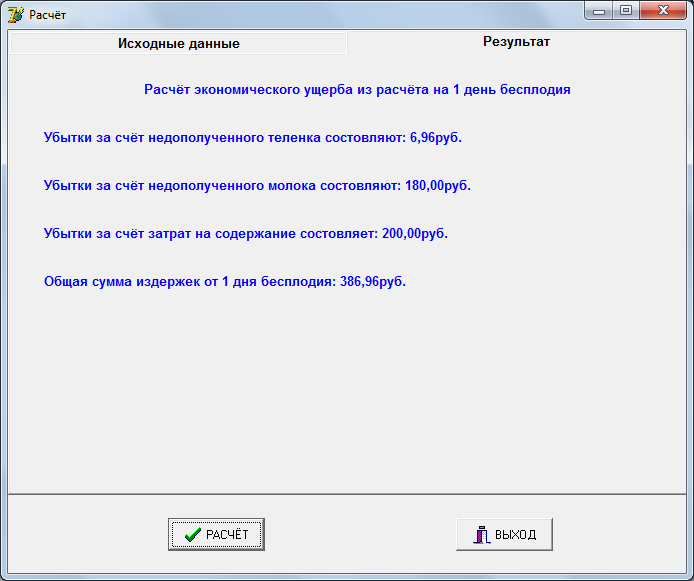 Расчёт
Исходные данные
Результат
Расчёт экономического ущерба из расчёта на 1 день бесплодия
Убытки за счёт недополученного теленка состовляют: 6,96руб.
Убытки за счёт недополученного молока состовляют: 180,00руб.
Убытки за счёт затрат на содержание состовляет: 200,00руб.
Общая сумма издержек от 1 дня бесплодия: 386,96руб.
РАСЧЁТ
ВЫХОД